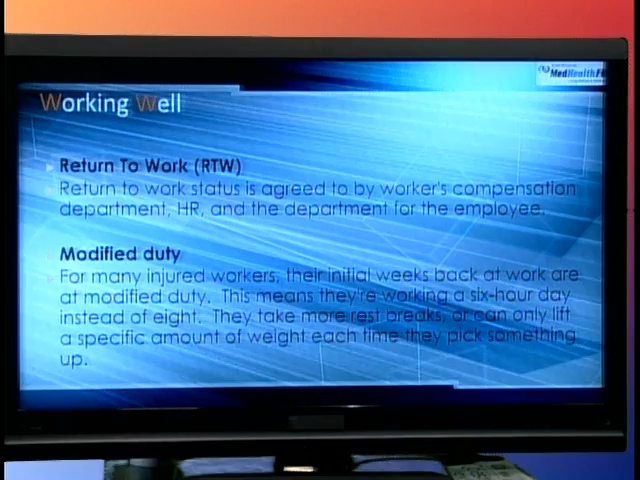 MedHealthF
Working Well
Return To Work (RTW)
Return to work status is agreed to by worker's compensation
department, HR, and the department for the employee.
Modified duty
For many injured workers, their initial weeks back at work are
at modified duty. This means they're working a six-hour day
instead of eight. They take more rest breaks, or can only lift
a specific amount of weight each time they pick something
up.